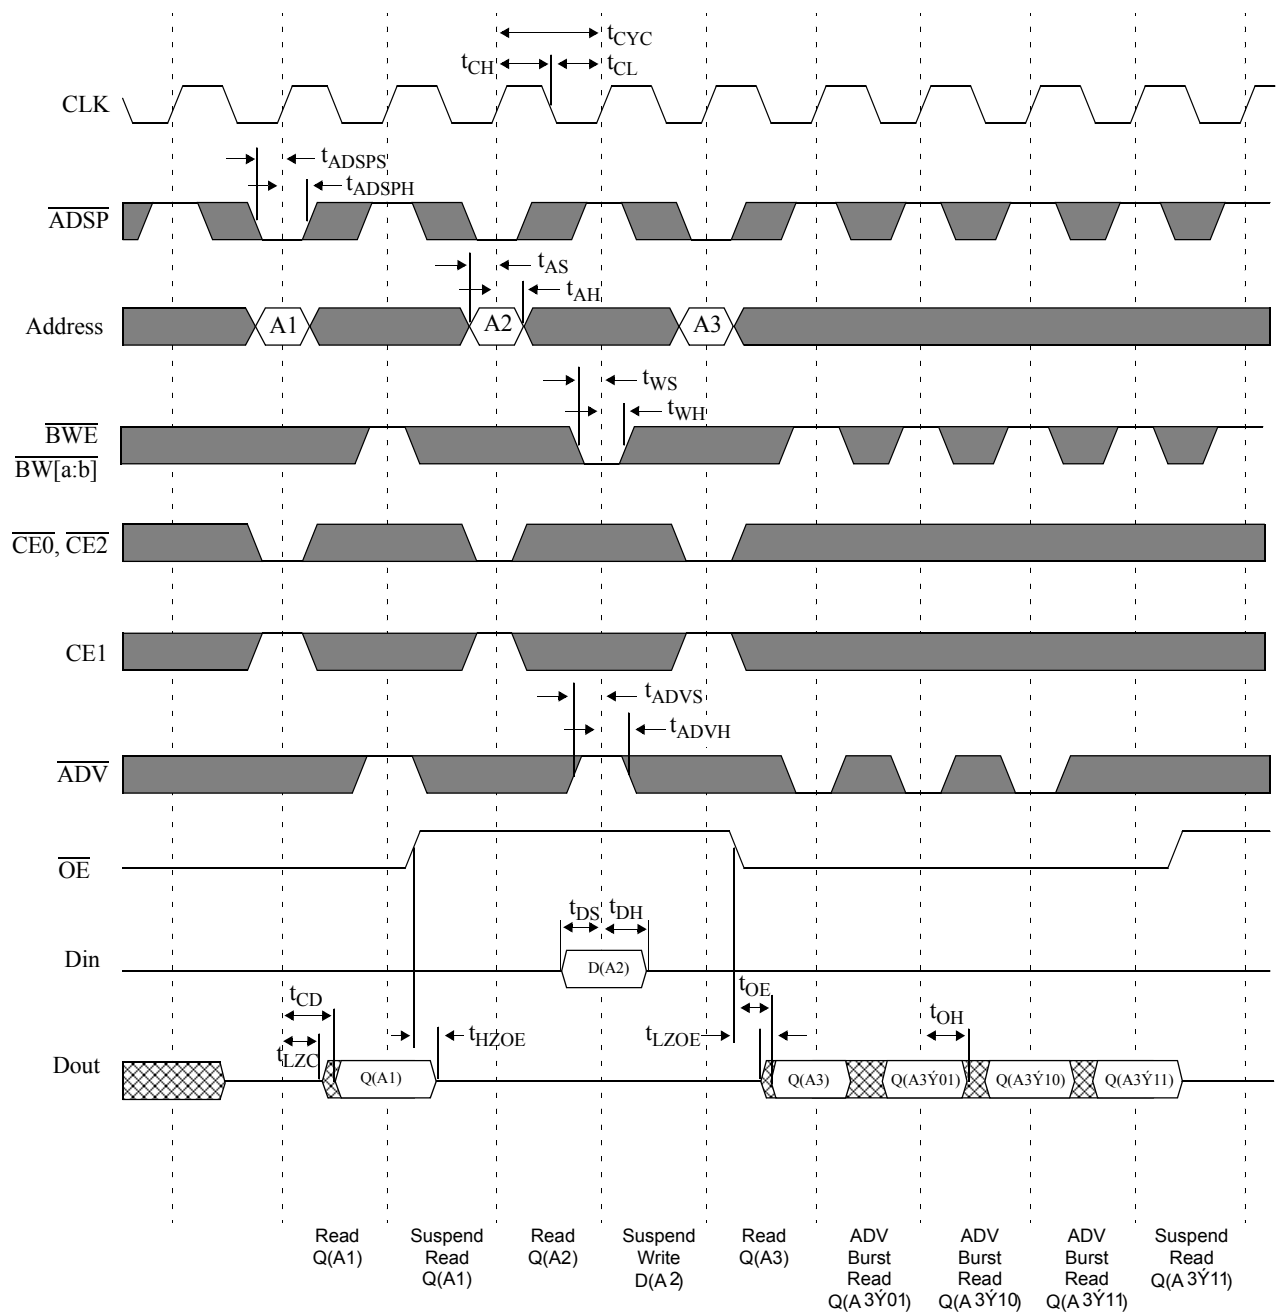 tCYC
tCH
tCL
CLK
tADSPS
tADSPH
ADSP
tAS
tAH
Address
A1
A2
A3
tWS
tWH
BWE
BW[a:b]
CE0, CE2
CE1
tADVS
tADVH
ADV
OE
tDS
tDH
Din
D(A2)
tCD
tOE
tOH
tHZOE
tLZOE
tLZC
Dout
Q(A1)
Q(A3)
Q(A3Ý01)
Q(A3Ý10)
Q(A3Ý11)
Read
Q(A1)
Suspend
Read
Q(A1)
Read
Q(A2)
Suspend
Write
D(A2)
Read
Q(A3)
ADV
Burst
Read
Q(A3Ý01)
ADV
Burst
Read
Q(A3Ý10)
ADV
Burst
Read
Q(A3Ý11)
Suspend
Read
Q(A3Ý11)